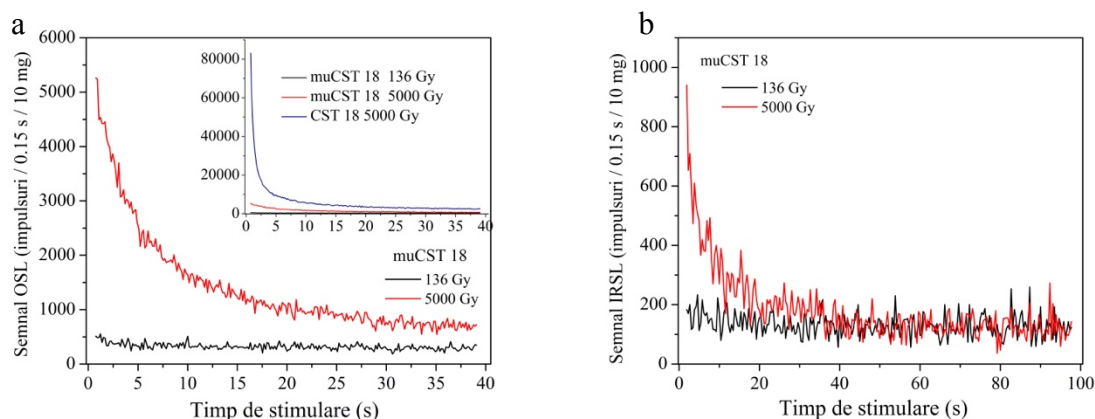 a
Semnal OSL (impulsuri / 0.15 s / 10 mg)
6000
5000
4000
3000
2000
1000
0
80000
60000
40000
20000
0
muCST 18 136 Gy
muCST 18 5000 Gy
CST 18 5000 Gy
0 5 10 15 20 25 30 35 40
muCST 18
136 Gy
5000 Gy
0 5 10 15 20 25 30 35 40
Timp de stimulare (s)
b
Semnal IRSL (impulsuri / 0.15 s / 10 mg)
1000
800
600
400
200
0
muCST 18
136 Gy
5000 Gy
0 20 40 60 80 100
Timp de stimulare (s)